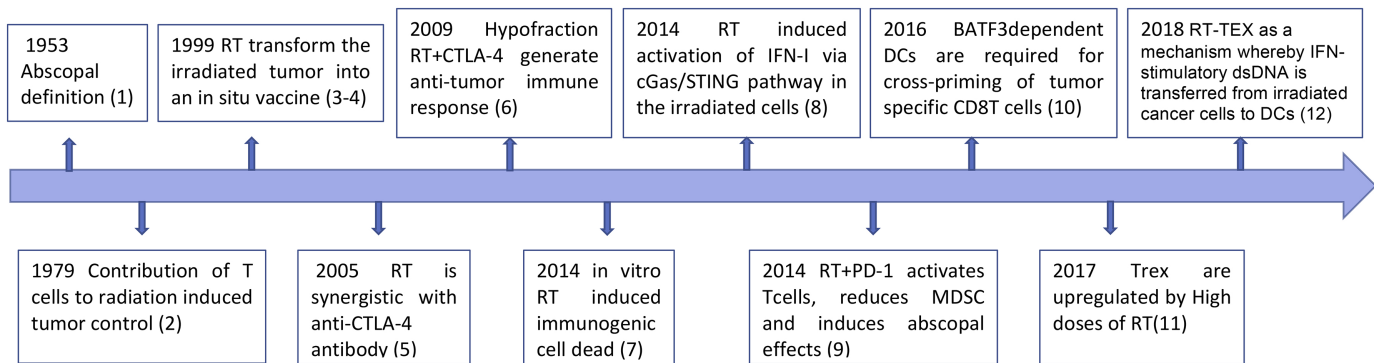 1953
Abscopal
definition (1)
1999 RT transform the
irradiated tumor into
an in situ vaccine (3-4)
2009 Hypofraction
RT+CTLA-4 generate
anti-tumor immune
response (6)
2014 RT induced
activation of IFN-I via
cGas/STING pathway in
the irradiated cells (8)
2016 BATF3dependent
DCs are required for
cross-priming of tumor
specific CD8T cells (10)
2018 RT-TEX as a
mechanism whereby IFN-
stimulatory dsDNA is
transferred from irradiated
cancer cells to DCs (12)
1979 Contribution of T
cells to radiation induced
tumor control (2)
2005 RT is
synergistic with
anti-CTLA-4
antibody (5)
2014 in vitro
RT induced
immunogenic
cell dead (7)
2014 RT+PD-1 activates
Tcells, reduces MDSC
and induces abscopal
effects (9)
2017 Trex are
upregulated by High
doses of RT(11)